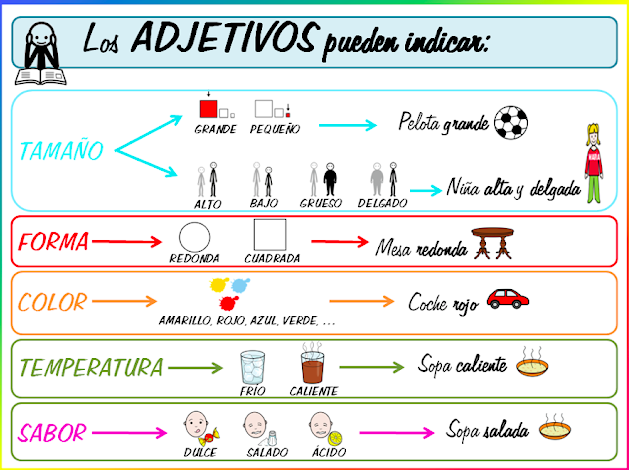 Los ADJETIVOS pueden indicar:
TAMAÑO
GRANDE PEQUEÑO
Pelota grande
ALTO BAJO GRUESO DELGADO
Niña alta y delgada
FORMA
REDONDA CUADRADA
Mesa redonda
COLOR
AMARILLO, ROJO, AZUL, VERDE, ...
Coche rojo
TEMPERATURA
FRIO CALIENTE
Sopa caliente
SABOR
DULCE SALADO ÁCIDO
Sopa salada